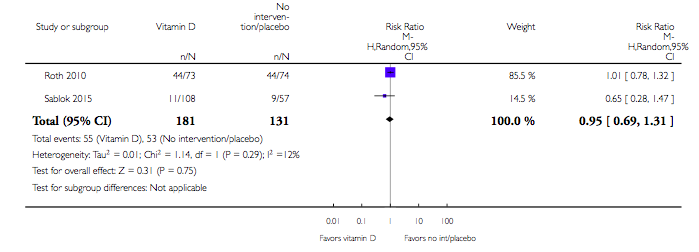 Study or subgroup Vitamin D No interven-tion/placebo Risk Ratio M-H,Random,95% CI Weight Risk Ratio M-H,Random,95% CI
n/N n/N
Roth 2010 44/73 44/74 85.5 % 1.01 [ 0.78, 1.32 ]
Sablok 2015 11/108 9/57 14.5 % 0.65 [ 0.28, 1.47 ]
Total (95% CI) 181 131 100.0 % 0.95 [ 0.69, 1.31 ]
Total events: 55 (Vitamin D), 53 (No intervention/placebo)
Heterogeneity: Tau² = 0.01; Chi² = 1.14, df = 1 (P = 0.29); I² =12%
Test for overall effect: Z = 0.31 (P = 0.75)
Test for subgroup differences: Not applicable
0.01 0.1 1 10 100
Favors vitamin D Favors no int/placebo